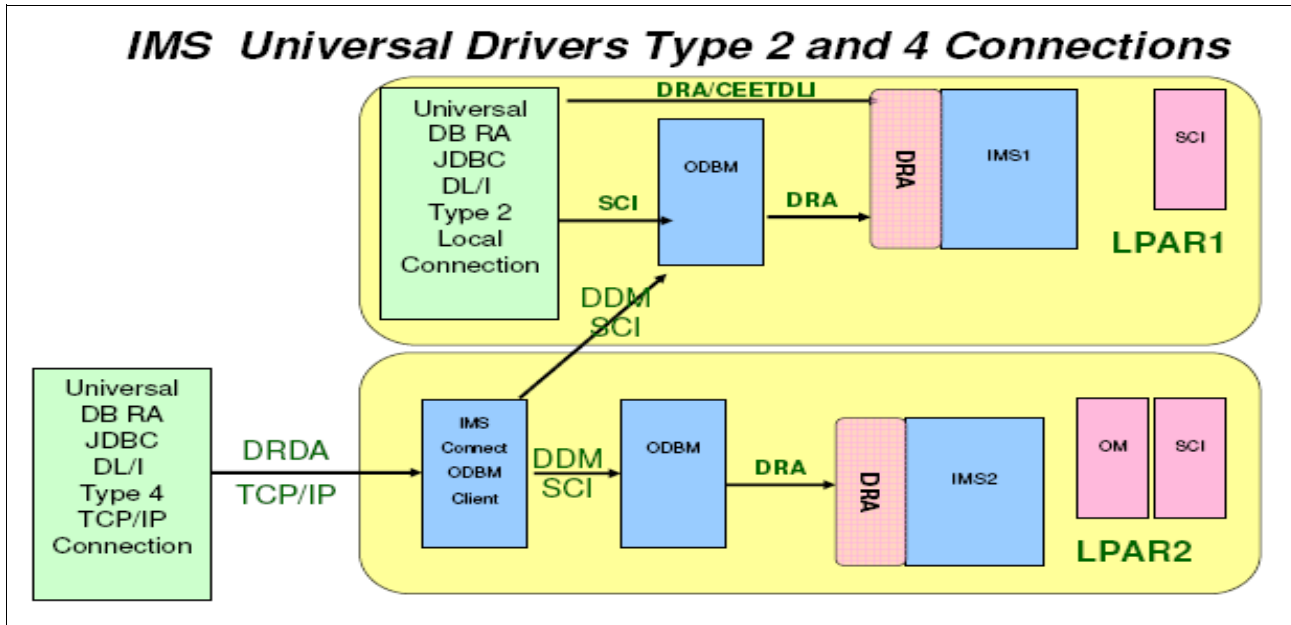 IMS Universal Drivers Type 2 and 4 Connections
Universal
DB RA
JDBC
DL/I
Type 2
Local
Connection
DRA/CEETDLI
SCI
ODBM
DRA
DRA
IMS1
SCI
LPAR1
DDM
SCI
Universal
DB RA
JDBC
DL/I
Type 4
TCP/IP
Connection
DRDA
TCP/IP
IMS
Connect
ODBM
Client
DDM
SCI
ODBM
DRA
DRA
IMS2
OM
SCI
LPAR2